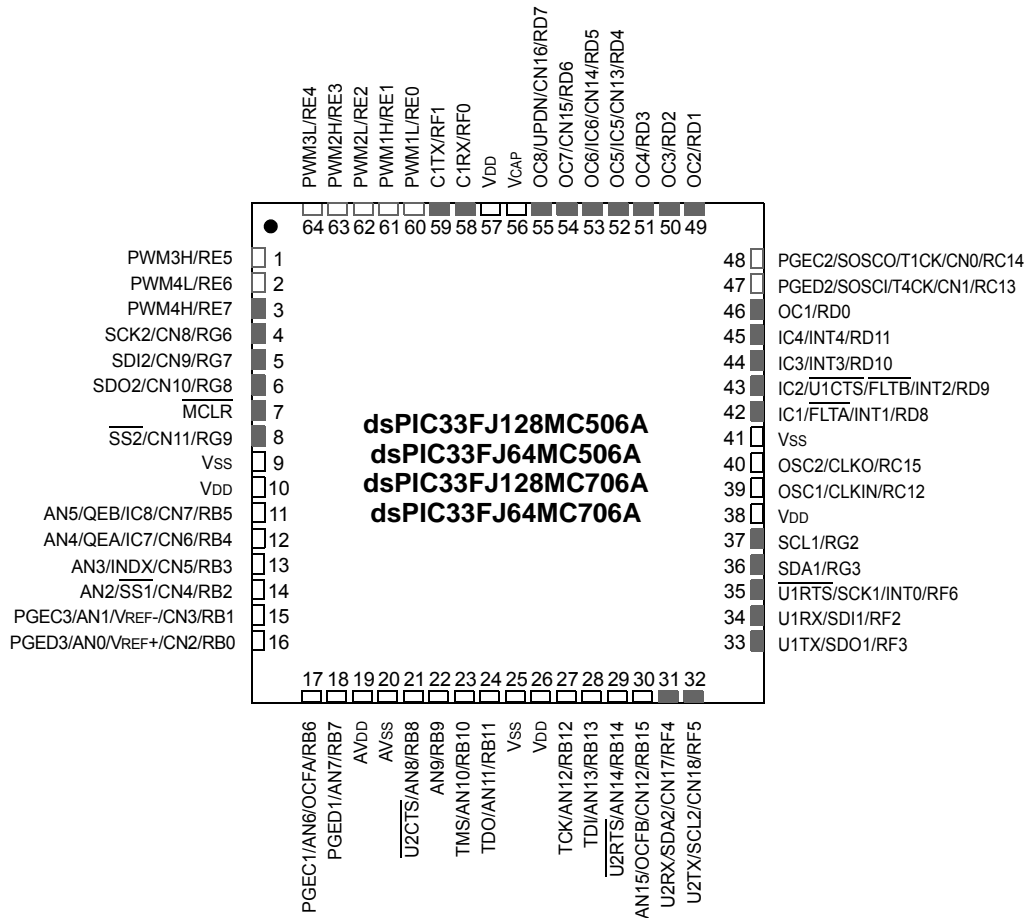 PWM3L/RE4
PWM2H/RE3
PWM2L/RE2
PWM1H/RE1
PWM1L/RE0
C1TX/RF1
C1RX/RF0
VDD
VCAP
OC8/UPDN/CN16/RD7
OC7/CN15/RD6
OC6/IC6/CN14/RD5
OC5/IC5/CN13/RD4
OC4/RD3
OC3/RD2
OC2/RD1
64 63 62 61 60 59 58 57 56 55 54 53 52 51 50 49
PWM3H/RE5 1
PWM4L/RE6 2
PWM4H/RE7 3
SCK2/CN8/RG6 4
SDI2/CN9/RG7 5
SDO2/CN10/RG8 6
MCLR 7
SS2/CN11/RG9 8
VSS 9
VDD 10
AN5/QEB/IC8/CN7/RB5 11
AN4/QEA/IC7/CN6/RB4 12
AN3/INDX/CN5/RB3 13
AN2/SS1/CN4/RB2 14
PGEC3/AN1/VREF-/CN3/RB1 15
PGED3/AN0/VREF+/CN2/RB0 16
dsPIC33FJ128MC506A
dsPIC33FJ64MC506A
dsPIC33FJ128MC706A
dsPIC33FJ64MC706A
48 PGEC2/SOSCO/T1CK/CN0/RC14
47 PGED2/SOSCI/T4CK/CN1/RC13
46 OC1/RD0
45 IC4/INT4/RD11
44 IC3/INT3/RD10
43 IC2/U1CTS/FLTB/INT2/RD9
42 IC1/FLTA/INT1/RD8
41 VSS
40 OSC2/CLKO/RC15
39 OSC1/CLKIN/RC12
38 VDD
37 SCL1/RG2
36 SDA1/RG3
35 U1RTS/SCK1/INT0/RF6
34 U1RX/SDI1/RF2
33 U1TX/SDO1/RF3
17 18 19 20 21 22 23 24 25 26 27 28 29 30 31 32
PGEC1/AN6/OCFA/RB6
PGED1/AN7/RB7
AVDD
AVSS
U2CTS/AN8/RB8
AN9/RB9
TMS/AN10/RB10
TDO/AN11/RB11
VSS
VDD
TCK/AN12/RB12
TDI/AN13/RB13
U2RTS/AN14/RB14
AN15/OCFB/CN12/RB15
U2RX/SDA2/CN17/RF4
U2TX/SCL2/CN18/RF5